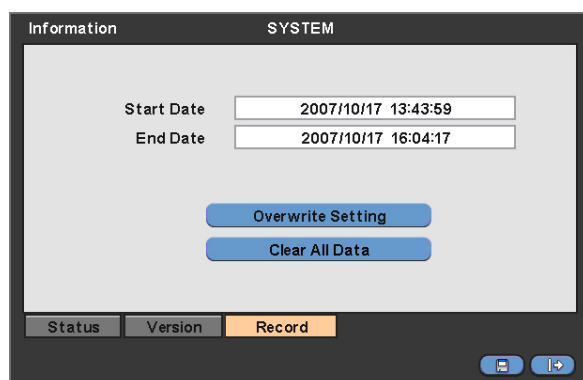 Information SYSTEM
Start Date 2007/10/17 13:43:59
End Date 2007/10/17 16:04:17
Overwrite Setting
Clear All Data
Status Version Record